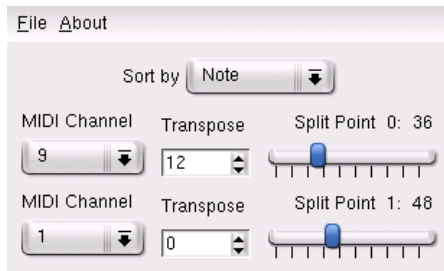 File About
Sort by Note
MIDI Channel Transpose Split Point 0: 36
9 12
MIDI Channel Transpose Split Point 1: 48
1 0